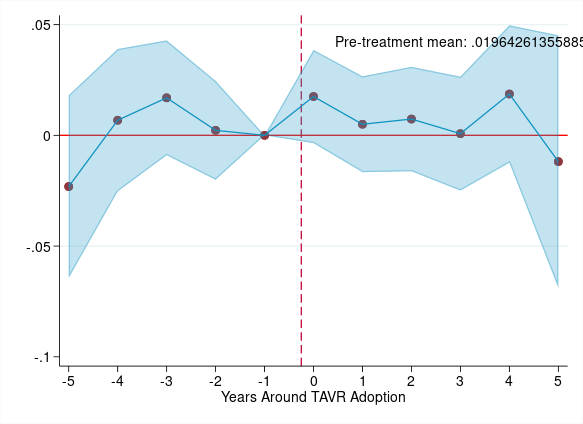 .05
Pre-treatment mean: .01964261355885
0
-.05
-.1
-5 -4 -3 -2 -1 0 1 2 3 4 5
Years Around TAVR Adoption